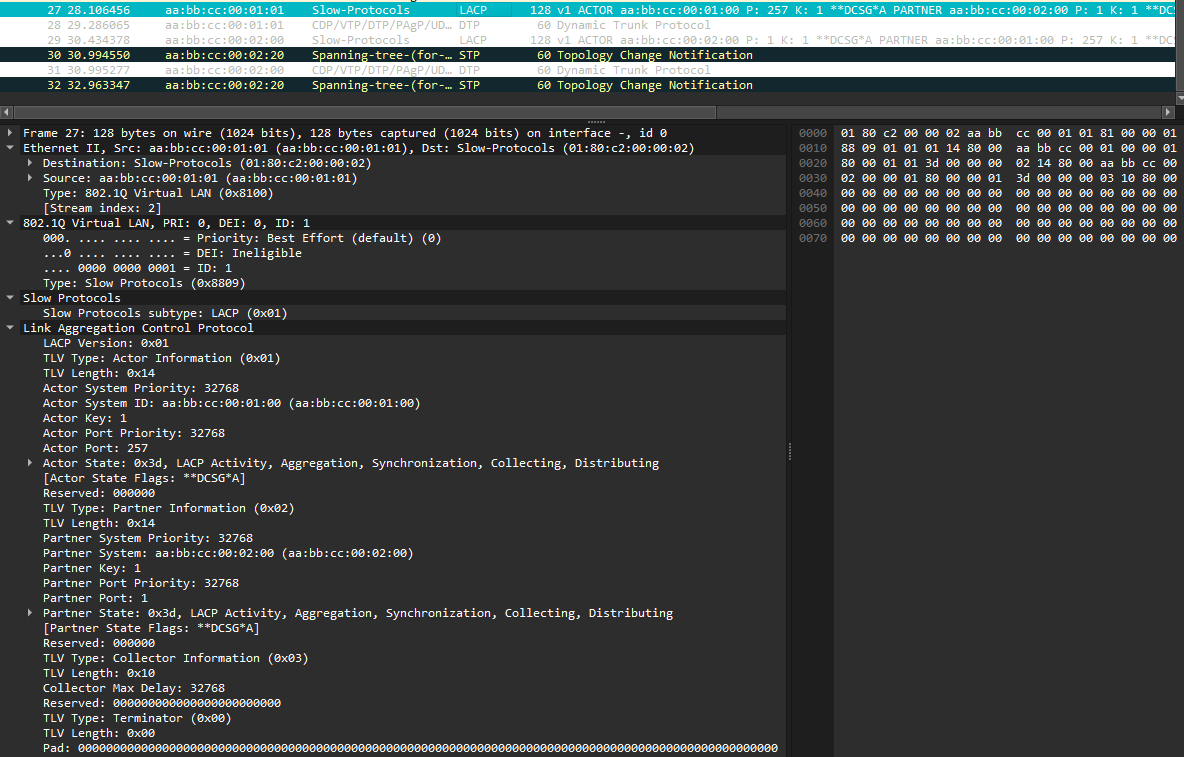 27 28.106456 aa:bb:cc:00:01:01 Slow-Protocols LACP 128 v1 ACTOR aa:bb:cc:00:01:00 P: 257 K: 1 **DCSG*A PARTNER aa:bb:cc:00:02:00 P: 1 K: 1 **DCS
28 29.286065 aa:bb:cc:00:01:01 CDP/VTP/DTP/PAgP/UD… DTP 60 Dynamic Trunk Protocol
29 30.434378 aa:bb:cc:00:02:00 Slow-Protocols LACP 128 v1 ACTOR aa:bb:cc:00:02:00 P: 1 K: 1 **DCSG*A PARTNER aa:bb:cc:00:01:00 P: 257 K: 1 **DCS
30 30.994550 aa:bb:cc:00:02:20 Spanning-tree-(for-… STP 60 Topology Change Notification
31 30.995277 aa:bb:cc:00:02:00 CDP/VTP/DTP/PAgP/UD… DTP 60 Dynamic Trunk Protocol
32 32.963347 aa:bb:cc:00:02:20 Spanning-tree-(for-… STP 60 Topology Change Notification
Frame 27: 128 bytes on wire (1024 bits), 128 bytes captured (1024 bits) on interface -, id 0
Ethernet II, Src: aa:bb:cc:00:01:01 (aa:bb:cc:00:01:01), Dst: Slow-Protocols (01:80:c2:00:00:02)
Destination: Slow-Protocols (01:80:c2:00:00:02)
Source: aa:bb:cc:00:01:01 (aa:bb:cc:00:01:01)
Type: 802.1Q Virtual LAN (0x8100)
[Stream index: 2]
802.1Q Virtual LAN, PRI: 0, DEI: 0, ID: 1
000. .... .... .... = Priority: Best Effort (default) (0)
...0 .... .... .... = DEI: Ineligible
.... 0000 0000 0001 = ID: 1
Type: Slow Protocols (0x8809)
Slow Protocols
Slow Protocols subtype: LACP (0x01)
Link Aggregation Control Protocol
LACP Version: 0x01
TLV Type: Actor Information (0x01)
TLV Length: 0x14
Actor System Priority: 32768
Actor System ID: aa:bb:cc:00:01:00 (aa:bb:cc:00:01:00)
Actor Key: 1
Actor Port Priority: 32768
Actor Port: 257
Actor State: 0x3d, LACP Activity, Aggregation, Synchronization, Collecting, Distributing
[Actor State Flags: **DCSG*A]
Reserved: 000000
TLV Type: Partner Information (0x02)
TLV Length: 0x14
Partner System Priority: 32768
Partner System: aa:bb:cc:00:02:00 (aa:bb:cc:00:02:00)
Partner Key: 1
Partner Port Priority: 32768
Partner Port: 1
Partner State: 0x3d, LACP Activity, Aggregation, Synchronization, Collecting, Distributing
[Partner State Flags: **DCSG*A]
Reserved: 000000
TLV Type: Collector Information (0x03)
TLV Length: 0x10
Collector Max Delay: 32768
Reserved: 000000000000000000000000
TLV Type: Terminator (0x00)
TLV Length: 0x00
Pad: 0000000000000000000000000000000000000000000000000000000000000000000000000000000000000000000000000000
0000 01 80 c2 00 00 02 aa bb cc 00 01 01 81 00 00 01
0010 88 09 01 01 01 14 80 00 aa bb cc 00 01 00 00 01
0020 80 00 01 01 3d 00 00 00 02 14 80 00 aa bb cc 00
0030 02 00 00 01 80 00 00 01 3d 00 00 00 03 10 80 00
0040 00 00 00 00 00 00 00 00 00 00 00 00 00 00 00 00
0050 00 00 00 00 00 00 00 00 00 00 00 00 00 00 00 00
0060 00 00 00 00 00 00 00 00 00 00 00 00 00 00 00 00
0070 00 00 00 00 00 00 00 00 00 00 00 00 00 00 00 00